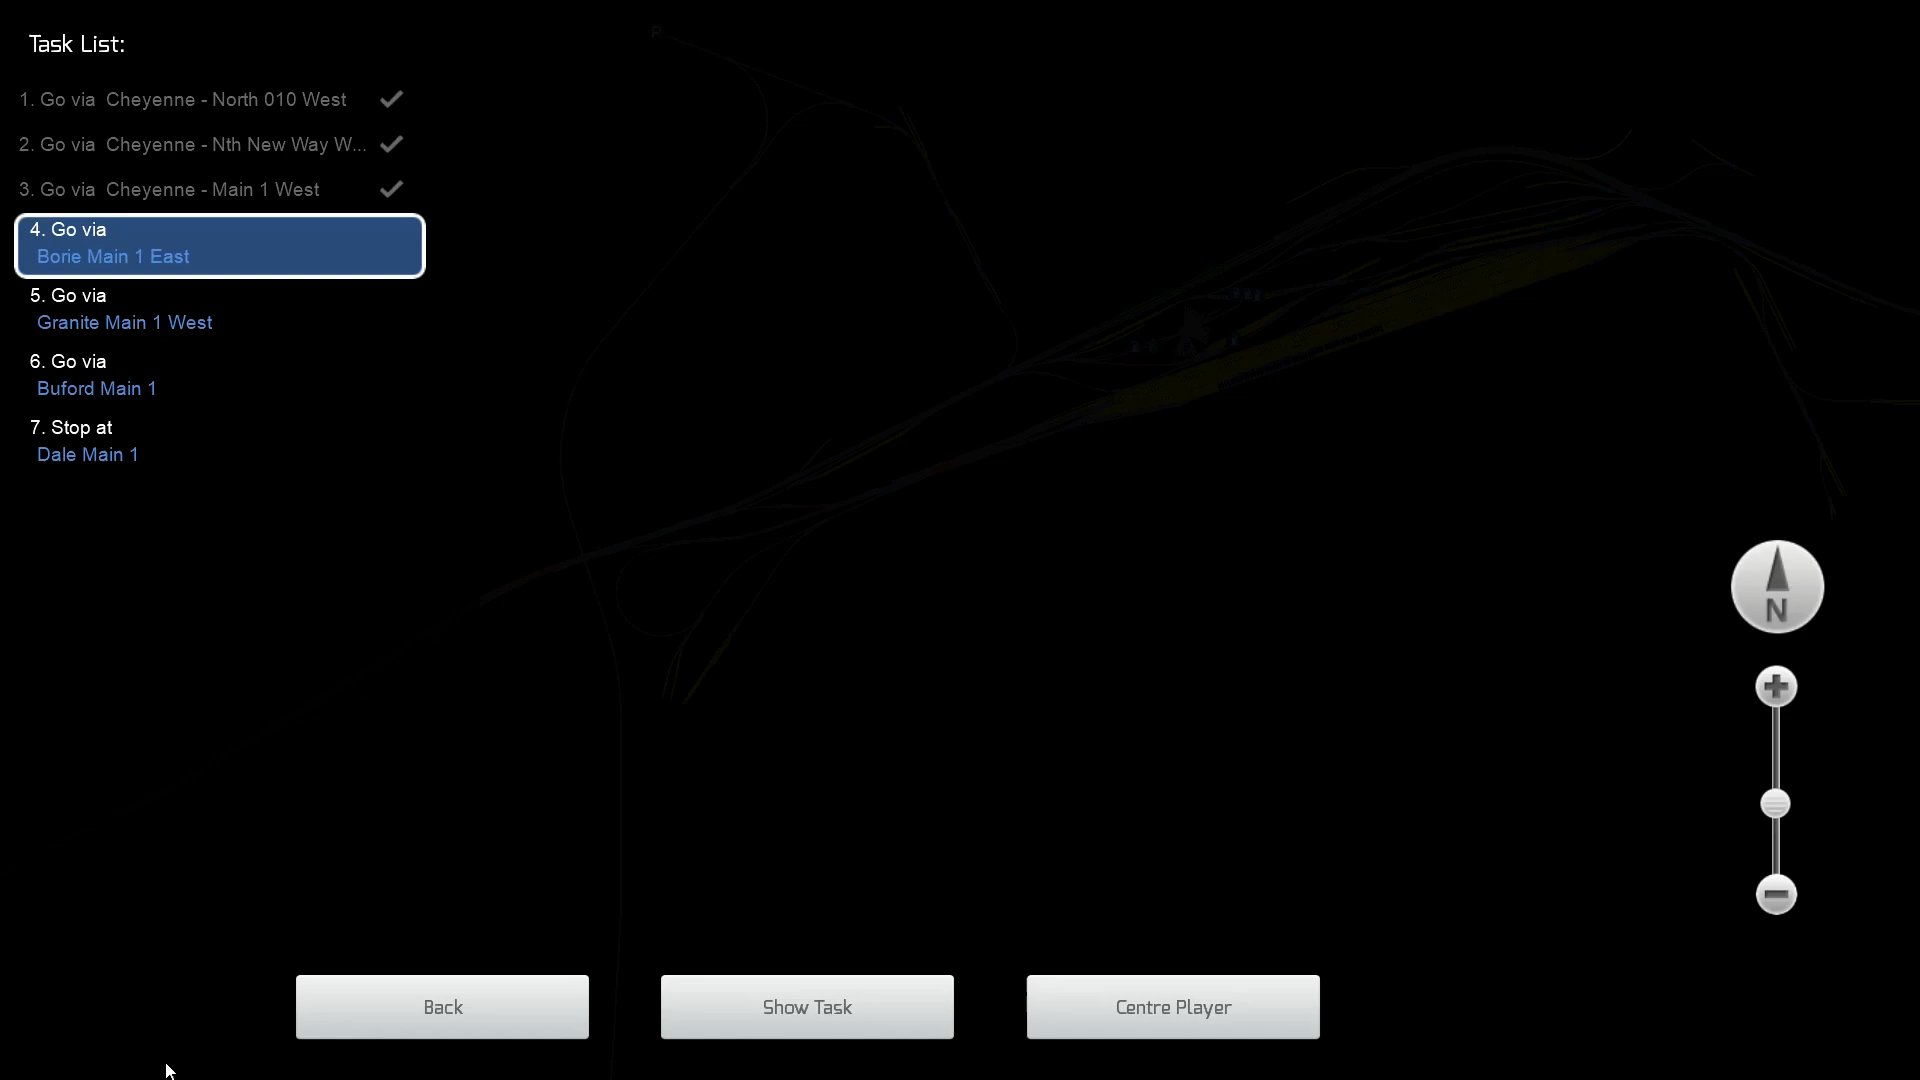 Task List:
1. Go via  Cheyenne - North 010 West
2. Go via  Cheyenne - Nth New Way W...
3. Go via  Cheyenne - Main 1 West
4. Go via
Borie Main 1 East
5. Go via
Granite Main 1 West
6. Go via
Buford Main 1
7. Stop at
Dale Main 1
N
Back
Show Task
Centre Player